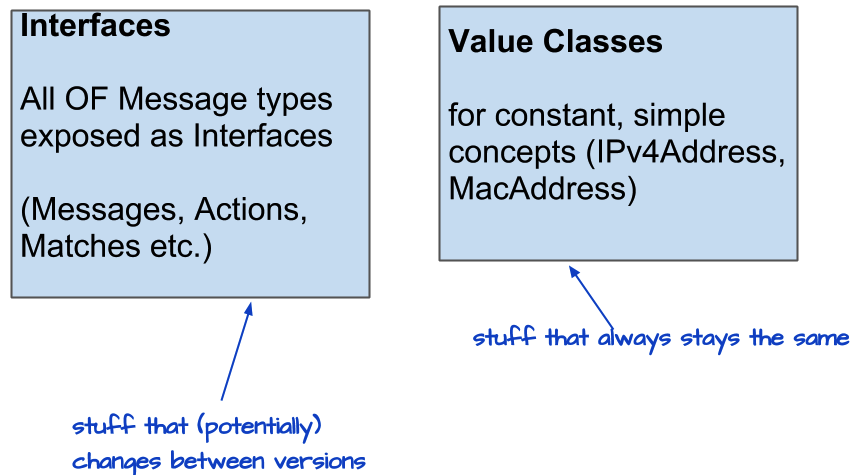 Interfaces
All OF Message types
exposed as Interfaces
(Messages, Actions,
Matches etc.)
stuff that (potentially)
changes between versions
Value Classes
for constant, simple
concepts (IPv4Address,
MacAddress)
stuff that always stays the same